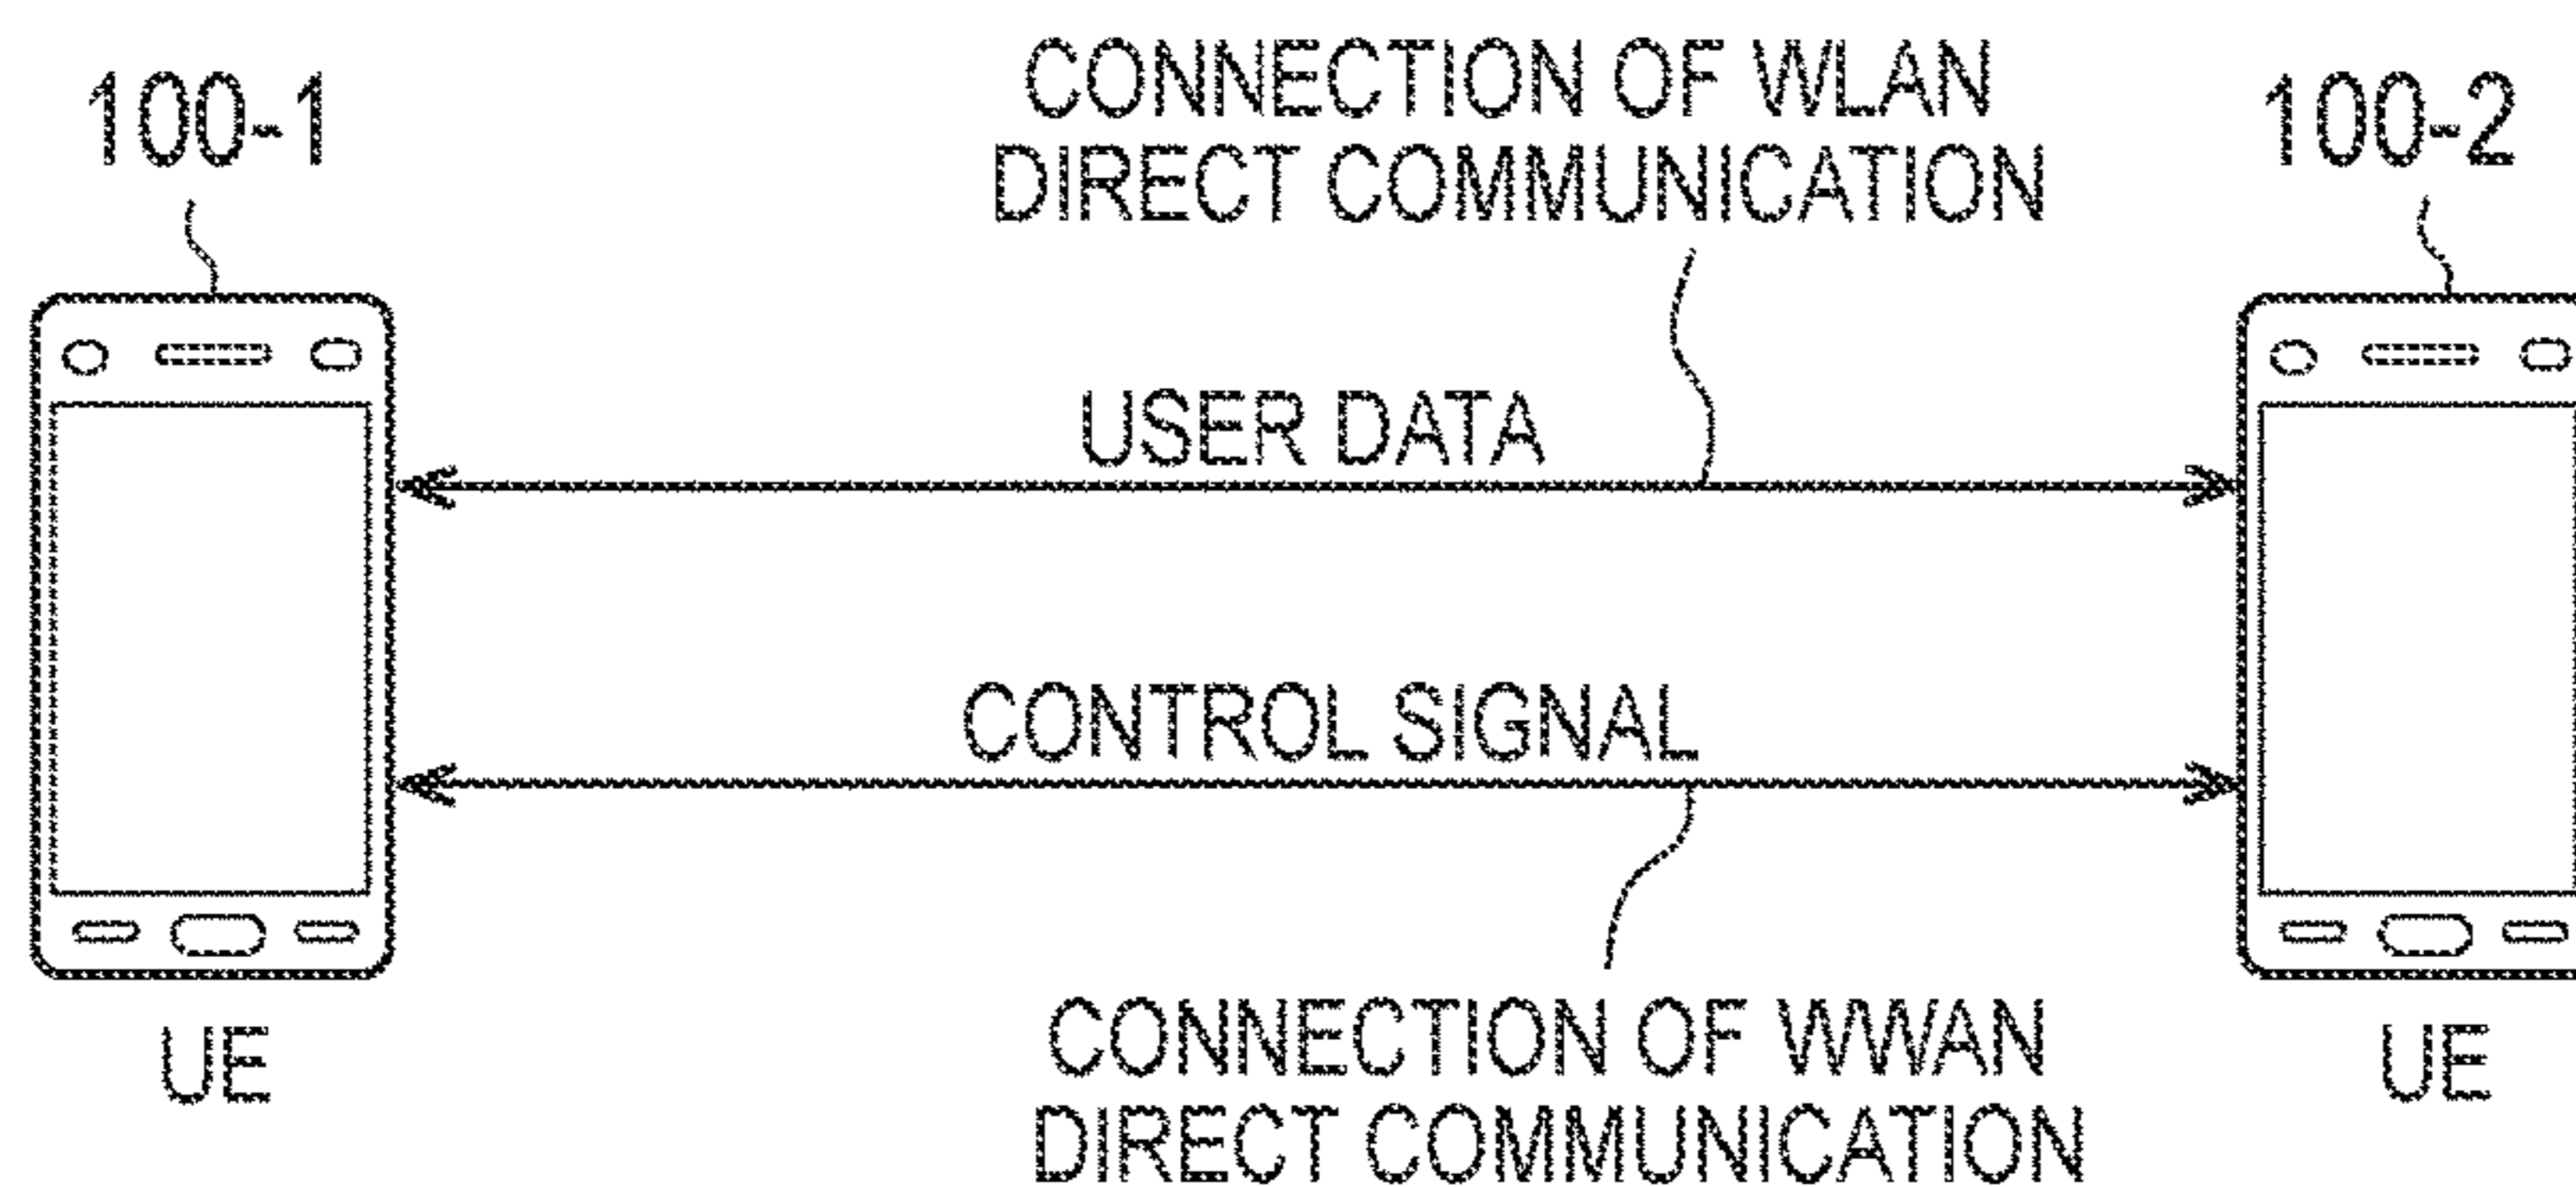 100-1
CONNECTION OF WLAN
DIRECT COMMUNICATION
100-2
USER DATA
CONTROL SIGNAL
CONNECTION OF WWAN
DIRECT COMMUNICATION
UE
UE